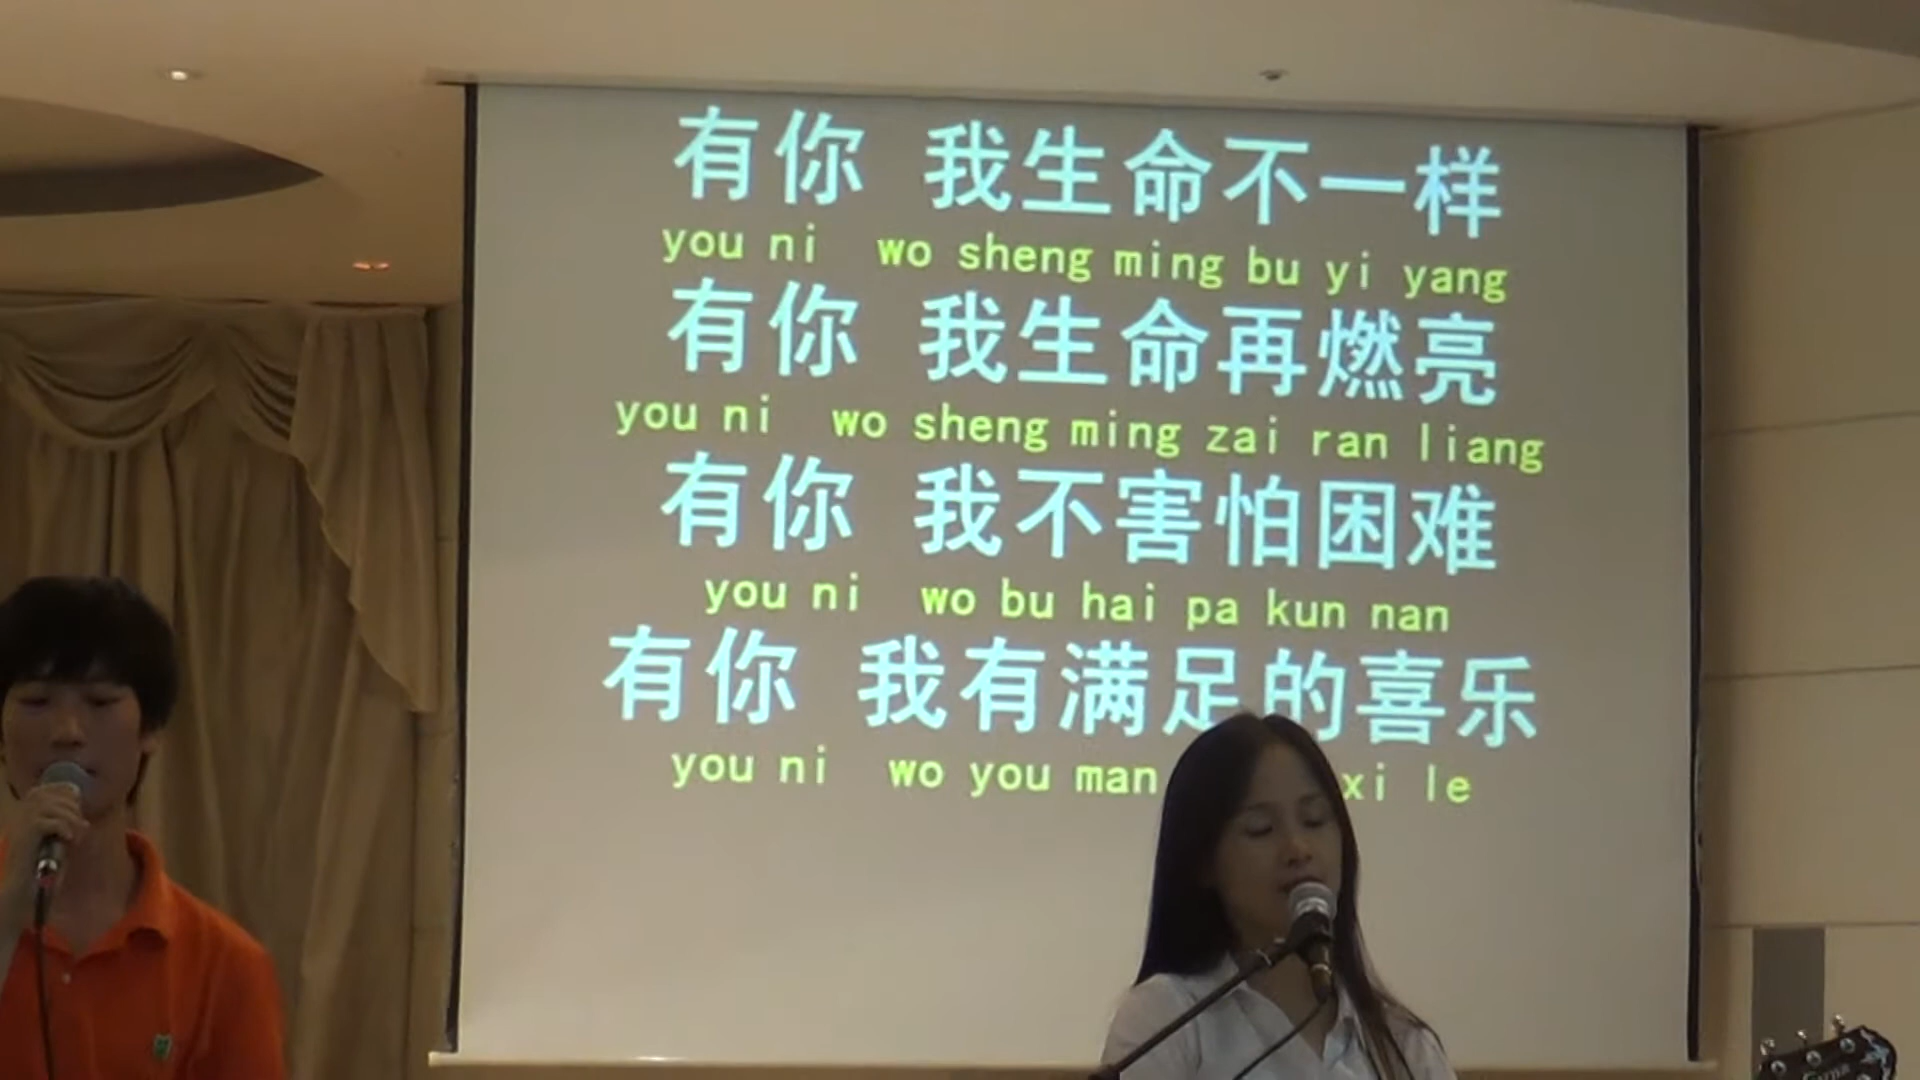 有你 我生命不一样
you ni wo sheng ming bu yi yang
有你 我生命再燃亮
you ni wo sheng ming zai ran liang
有你 我不害怕困难
you ni wo bu hai pa kun nan
有你 我有满足的喜乐
you ni wo you man xi le